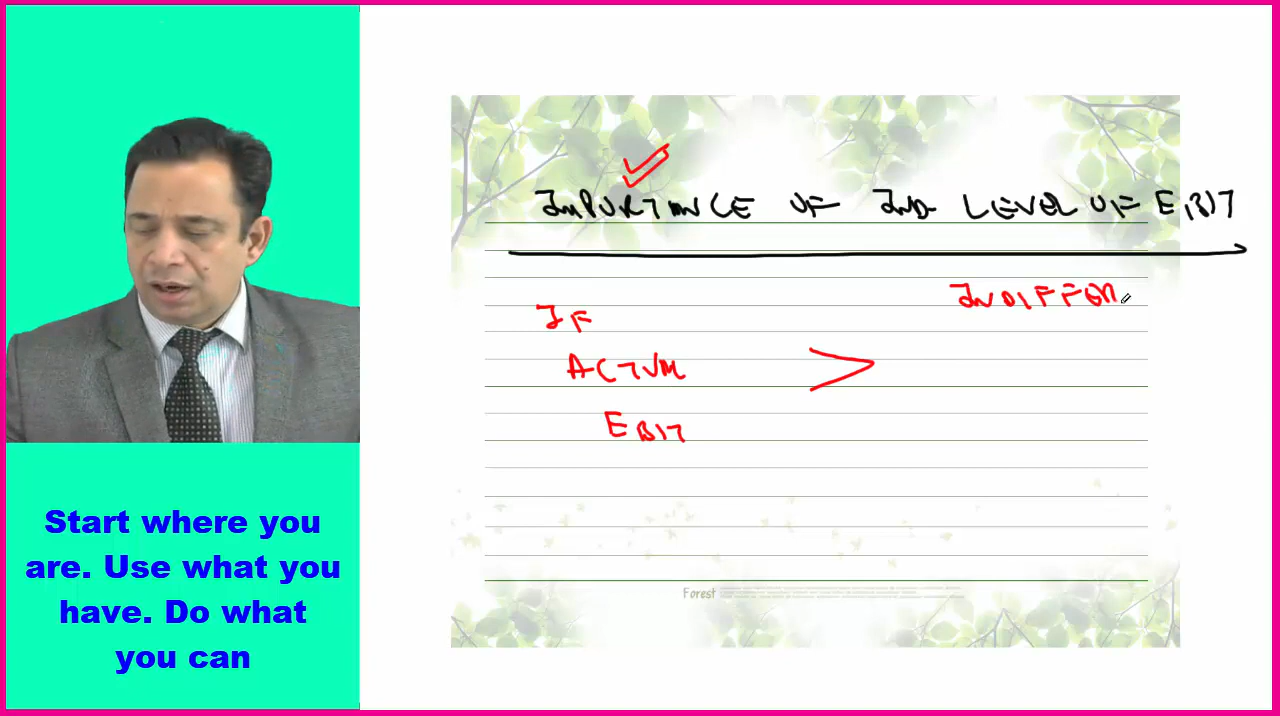 IMPORTANCE OF IND LEVEL OF EBIT
INDIFFEREN
IF
ACTUAL >
EBIT
Forest
Start where you
are. Use what you
have. Do what
you can